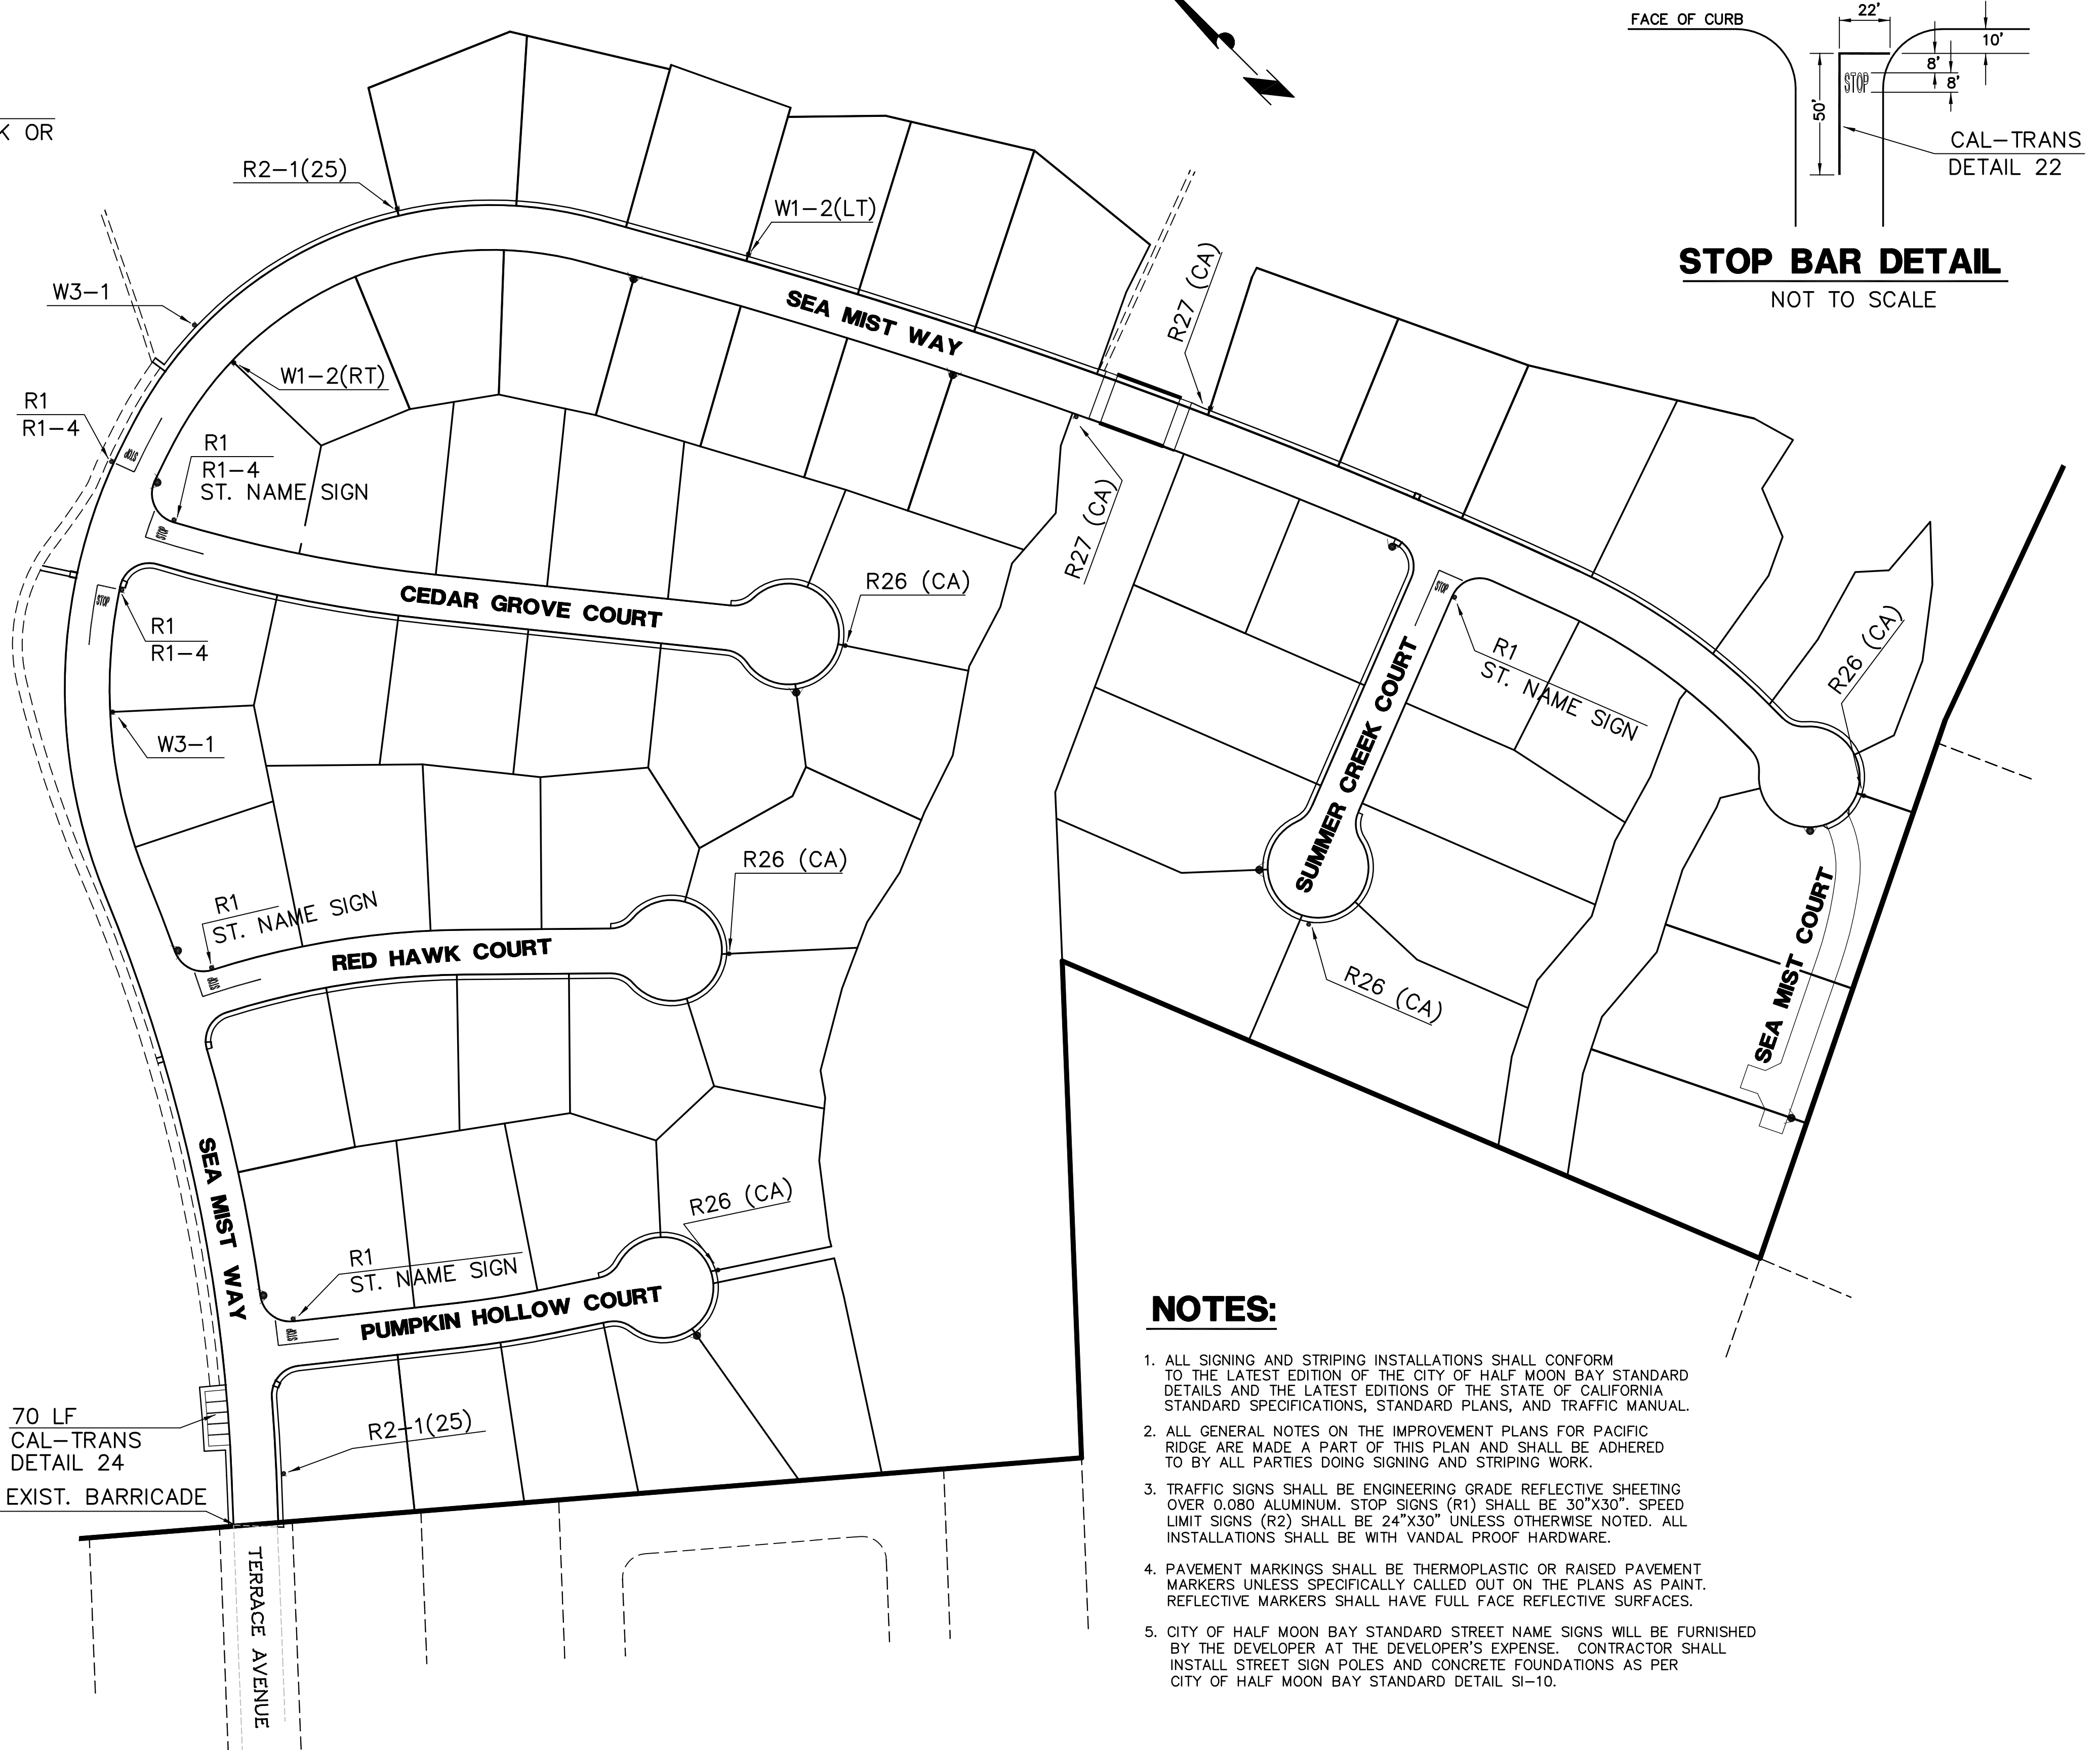 K OR
FACE OF CURB
22'
10'
8'
8'
50'
STOP
CAL-TRANS
DETAIL 22
STOP BAR DETAIL
NOT TO SCALE
R2-1(25)
W1-2(LT)
W3-1
W1-2(RT)
SEA MIST WAY
R27 (CA)
R27 (CA)
R1
R1-4
STOP
R1
R1-4
ST. NAME SIGN
STOP
CEDAR GROVE COURT
R26 (CA)
STOP
R1
R1-4
W3-1
STOP
R1
ST. NAME SIGN
SUMMER CREEK COURT
R26 (CA)
R26 (CA)
SEA MIST COURT
R26 (CA)
R1
ST. NAME SIGN
RED HAWK COURT
STOP
SEA MIST WAY
R26 (CA)
R1
ST. NAME SIGN
PUMPKIN HOLLOW COURT
STOP
70 LF
CAL-TRANS
DETAIL 24
R2-1(25)
EXIST. BARRICADE
TERRACE AVENUE
NOTES:
1. ALL SIGNING AND STRIPING INSTALLATIONS SHALL CONFORM
TO THE LATEST EDITION OF THE CITY OF HALF MOON BAY STANDARD
DETAILS AND THE LATEST EDITIONS OF THE STATE OF CALIFORNIA
STANDARD SPECIFICATIONS, STANDARD PLANS, AND TRAFFIC MANUAL.
2. ALL GENERAL NOTES ON THE IMPROVEMENT PLANS FOR PACIFIC
RIDGE ARE MADE A PART OF THIS PLAN AND SHALL BE ADHERED
TO BY ALL PARTIES DOING SIGNING AND STRIPING WORK.
3. TRAFFIC SIGNS SHALL BE ENGINEERING GRADE REFLECTIVE SHEETING
OVER 0.080 ALUMINUM. STOP SIGNS (R1) SHALL BE 30"X30". SPEED
LIMIT SIGNS (R2) SHALL BE 24"X30" UNLESS OTHERWISE NOTED. ALL
INSTALLATIONS SHALL BE WITH VANDAL PROOF HARDWARE.
4. PAVEMENT MARKINGS SHALL BE THERMOPLASTIC OR RAISED PAVEMENT
MARKERS UNLESS SPECIFICALLY CALLED OUT ON THE PLANS AS PAINT.
REFLECTIVE MARKERS SHALL HAVE FULL FACE REFLECTIVE SURFACES.
5. CITY OF HALF MOON BAY STANDARD STREET NAME SIGNS WILL BE FURNISHED
BY THE DEVELOPER AT THE DEVELOPER'S EXPENSE. CONTRACTOR SHALL
INSTALL STREET SIGN POLES AND CONCRETE FOUNDATIONS AS PER
CITY OF HALF MOON BAY STANDARD DETAIL SI-10.